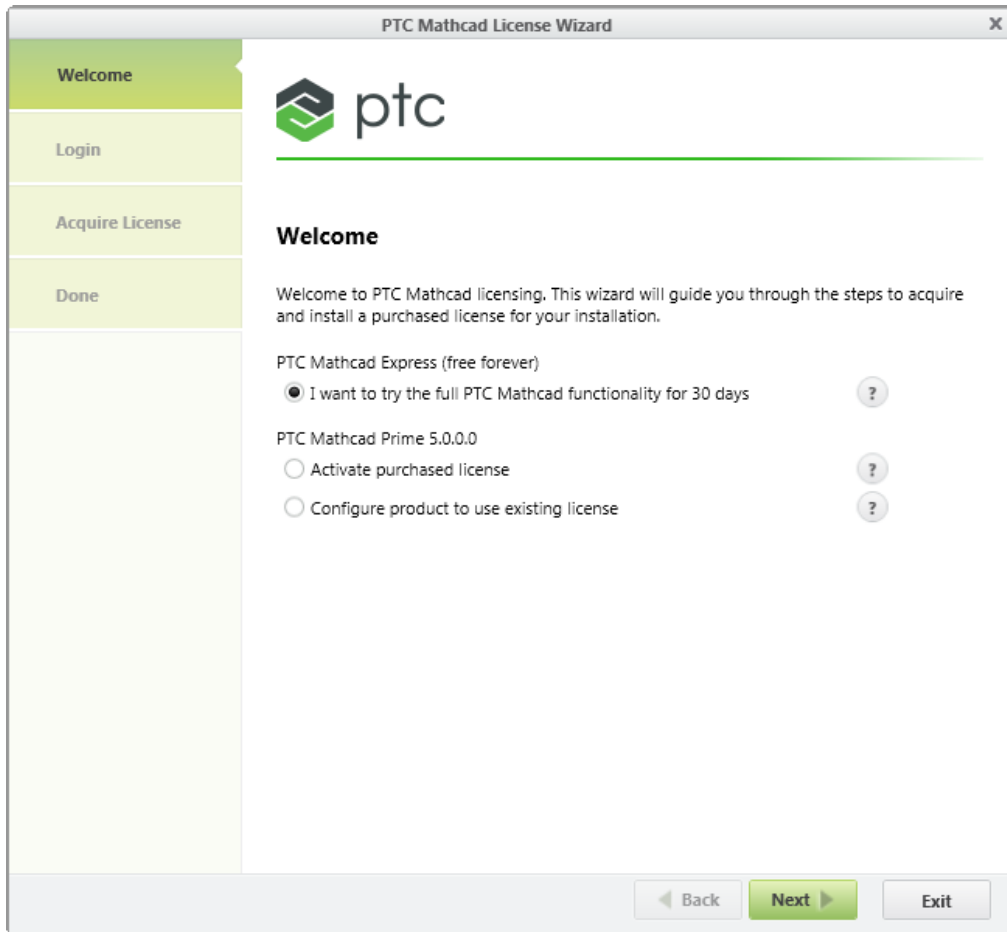 PTC Mathcad License Wizard
X
Welcome
Login
Acquire License
Done
ptc
Welcome
Welcome to PTC Mathcad licensing. This wizard will guide you through the steps to acquire
and install a purchased license for your installation.
PTC Mathcad Express (free forever)
I want to try the full PTC Mathcad functionality for 30 days
?
PTC Mathcad Prime 5.0.0.0
Activate purchased license
?
Configure product to use existing license
?
Back
Next
Exit